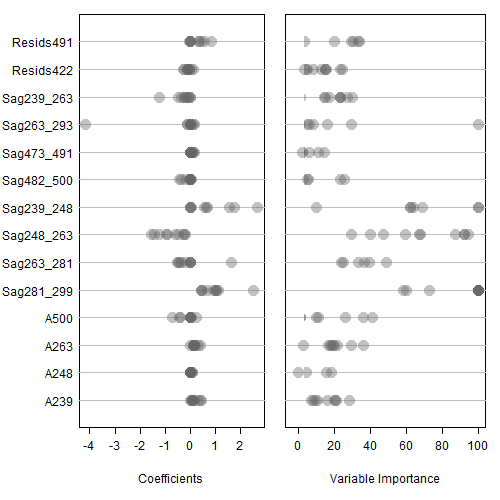 Resids491
Resids422
Sag239_263
Sag263_293
Sag473_491
Sag482_500
Sag239_248
Sag248_263
Sag263_281
Sag281_299
A500
A263
A248
A239
-4 -3 -2 -1 0 1 2
0 20 40 60 80 100
Coefficients
Variable Importance